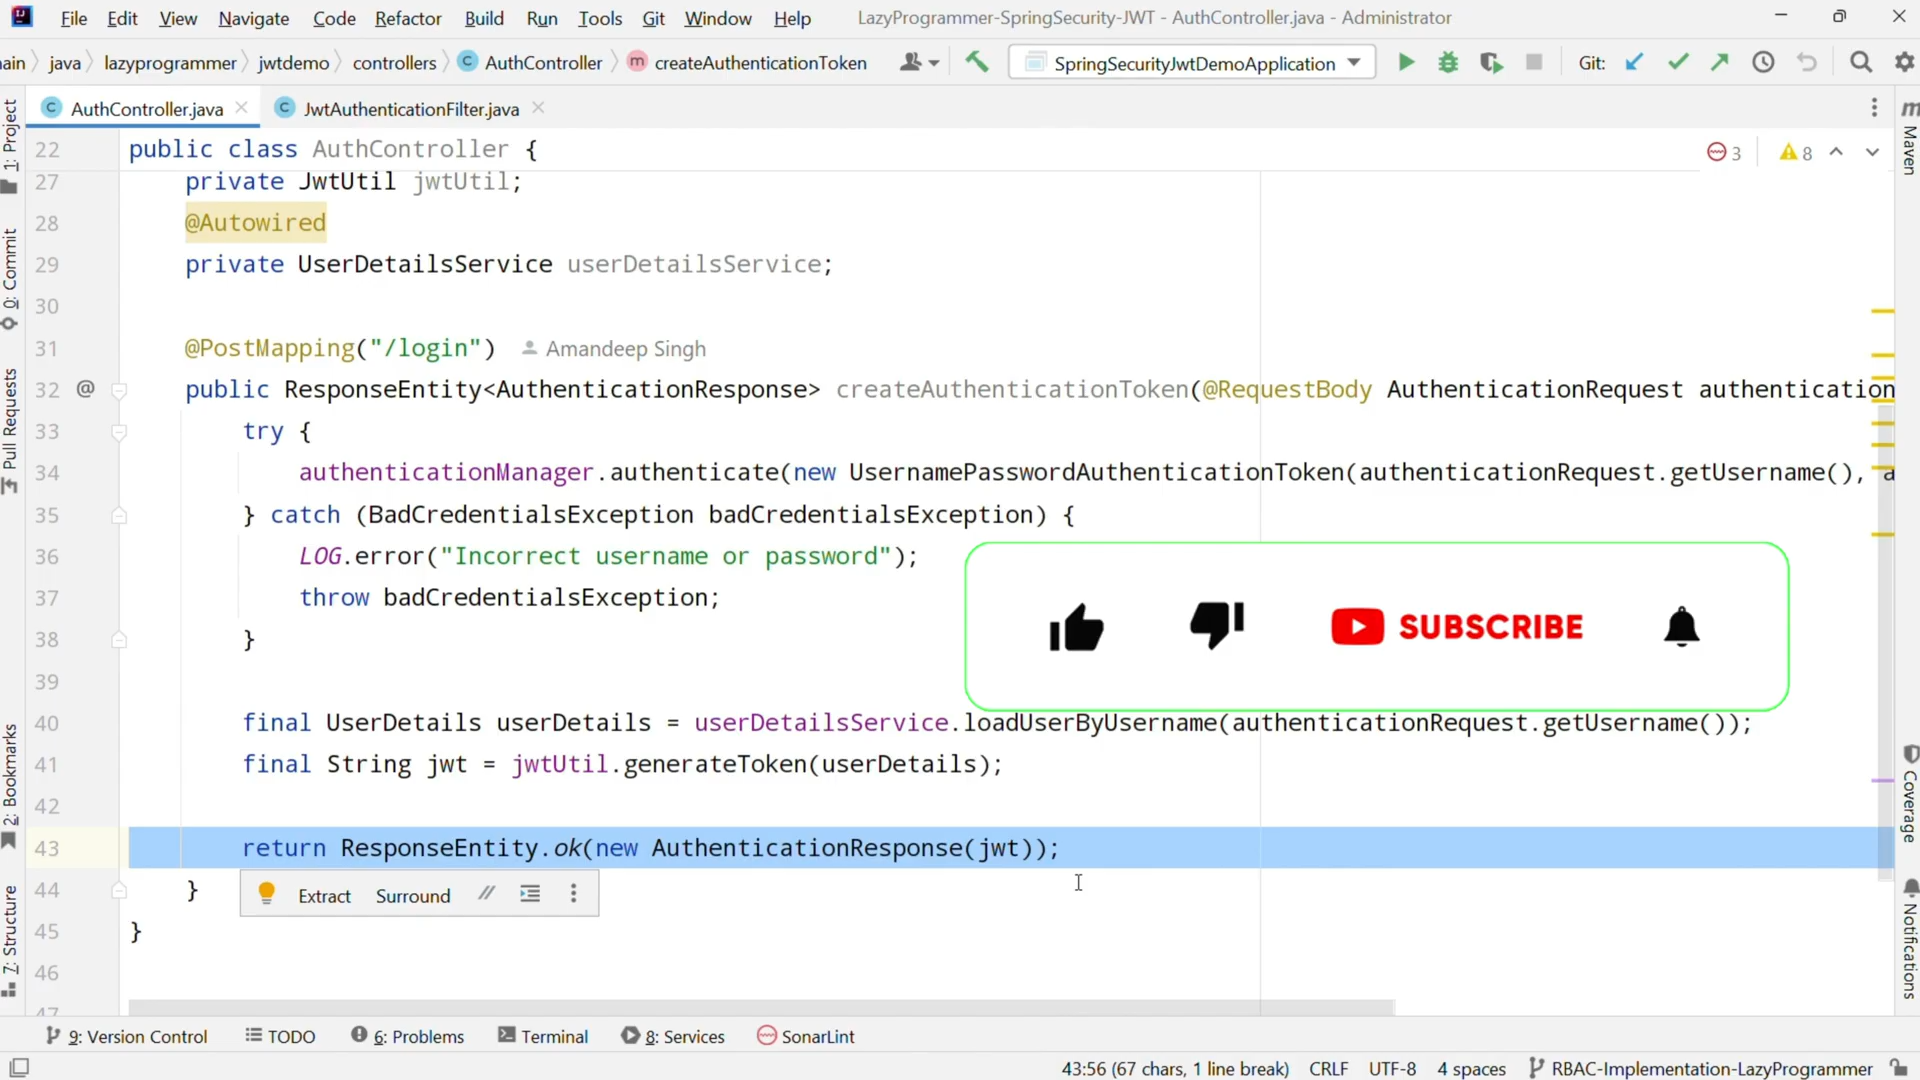 File Edit View Navigate Code Refactor Build Run Tools Git Window Help LazyProgrammer-SpringSecurity-JWT - AuthController.java - Administrator
ain java lazyprogrammer jwtdemo controllers AuthController createAuthenticationToken SpringSecurityJwtDemoApplication Git:
AuthController.java JwtAuthenticationFilter.java
22 public class AuthController { 3 8
27 private JwtUtil jwtUtil;
28 @Autowired
29 private UserDetailsService userDetailsService;
30
31 @PostMapping("/login") Amandeep Singh
32 @ public ResponseEntity<AuthenticationResponse> createAuthenticationToken(@RequestBody AuthenticationRequest authentication
33 try {
34 authenticationManager.authenticate(new UsernamePasswordAuthenticationToken(authenticationRequest.getUsername(), a
35 } catch (BadCredentialsException badCredentialsException) {
36 LOG.error("Incorrect username or password");
37 throw badCredentialsException;
38 }
39
40 final UserDetails userDetails = userDetailsService.loadUserByUsername(authenticationRequest.getUsername());
41 final String jwt = jwtUtil.generateToken(userDetails);
42
43 return ResponseEntity.ok(new AuthenticationResponse(jwt));
44 }
45 }
46
47
Extract Surround
SUBSCRIBE
1: Project
0: Commit
Pull Requests
2: Bookmarks
7: Structure
Maven
Coverage
Notifications
9: Version Control TODO 6: Problems Terminal 8: Services SonarLint
43:56 (67 chars, 1 line break) CRLF UTF-8 4 spaces RBAC-Implementation-LazyProgrammer